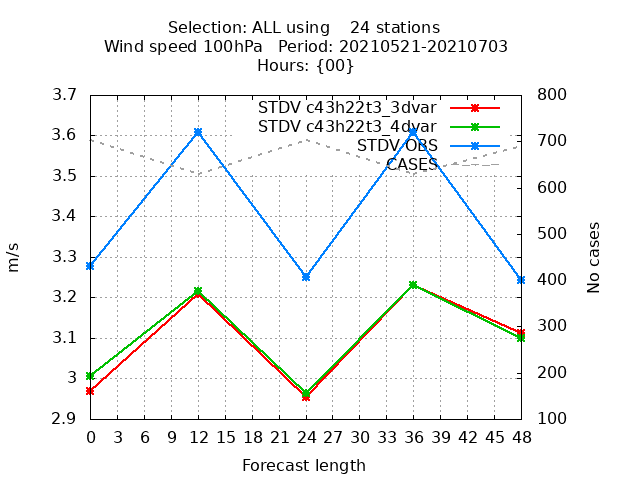 Selection: ALL using    24 stations
Wind speed 100hPa   Period: 20210521-20210703
Hours: {00}
STDV c43h22t3_3dvar
STDV c43h22t3_4dvar
STDV OBS
CASES
3.7
3.6
3.5
3.4
3.3
3.2
3.1
3
2.9
800
700
600
500
400
300
200
100
m/s
No cases
0 3 6 9 12 15 18 21 24 27 30 33 36 39 42 45 48
Forecast length